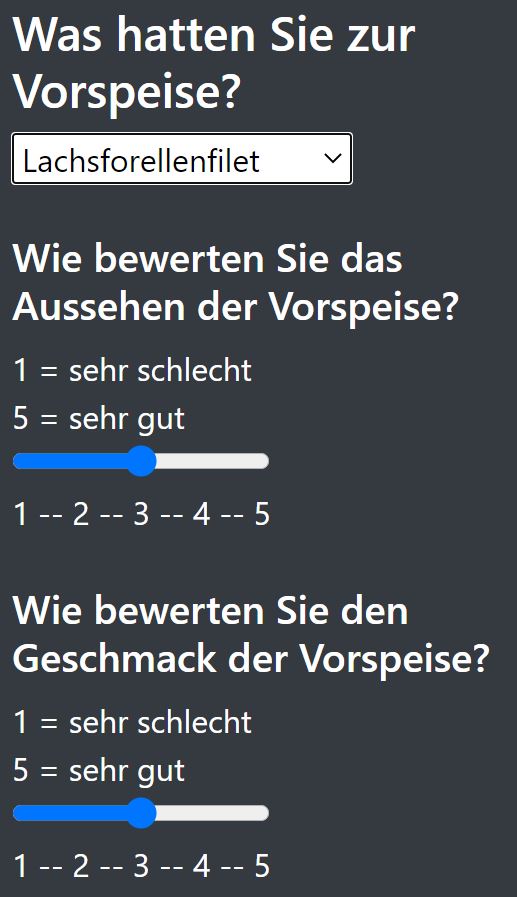 Was hatten Sie zur
Vorspeise?
Lachsforellenfilet
Wie bewerten Sie das
Aussehen der Vorspeise?
1 = sehr schlecht
5 = sehr gut
1 -- 2 -- 3 -- 4 -- 5
Wie bewerten Sie den
Geschmack der Vorspeise?
1 = sehr schlecht
5 = sehr gut
1 -- 2 -- 3 -- 4 -- 5